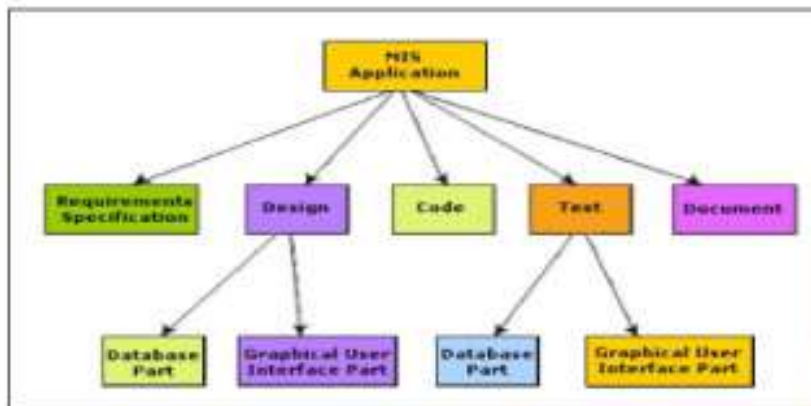 MIS
Application
Requirements
Specification
Design
Code
Test
Document
Database
Part
Graphical User
Interface Part
Database
Part
Graphical User
Interface Part